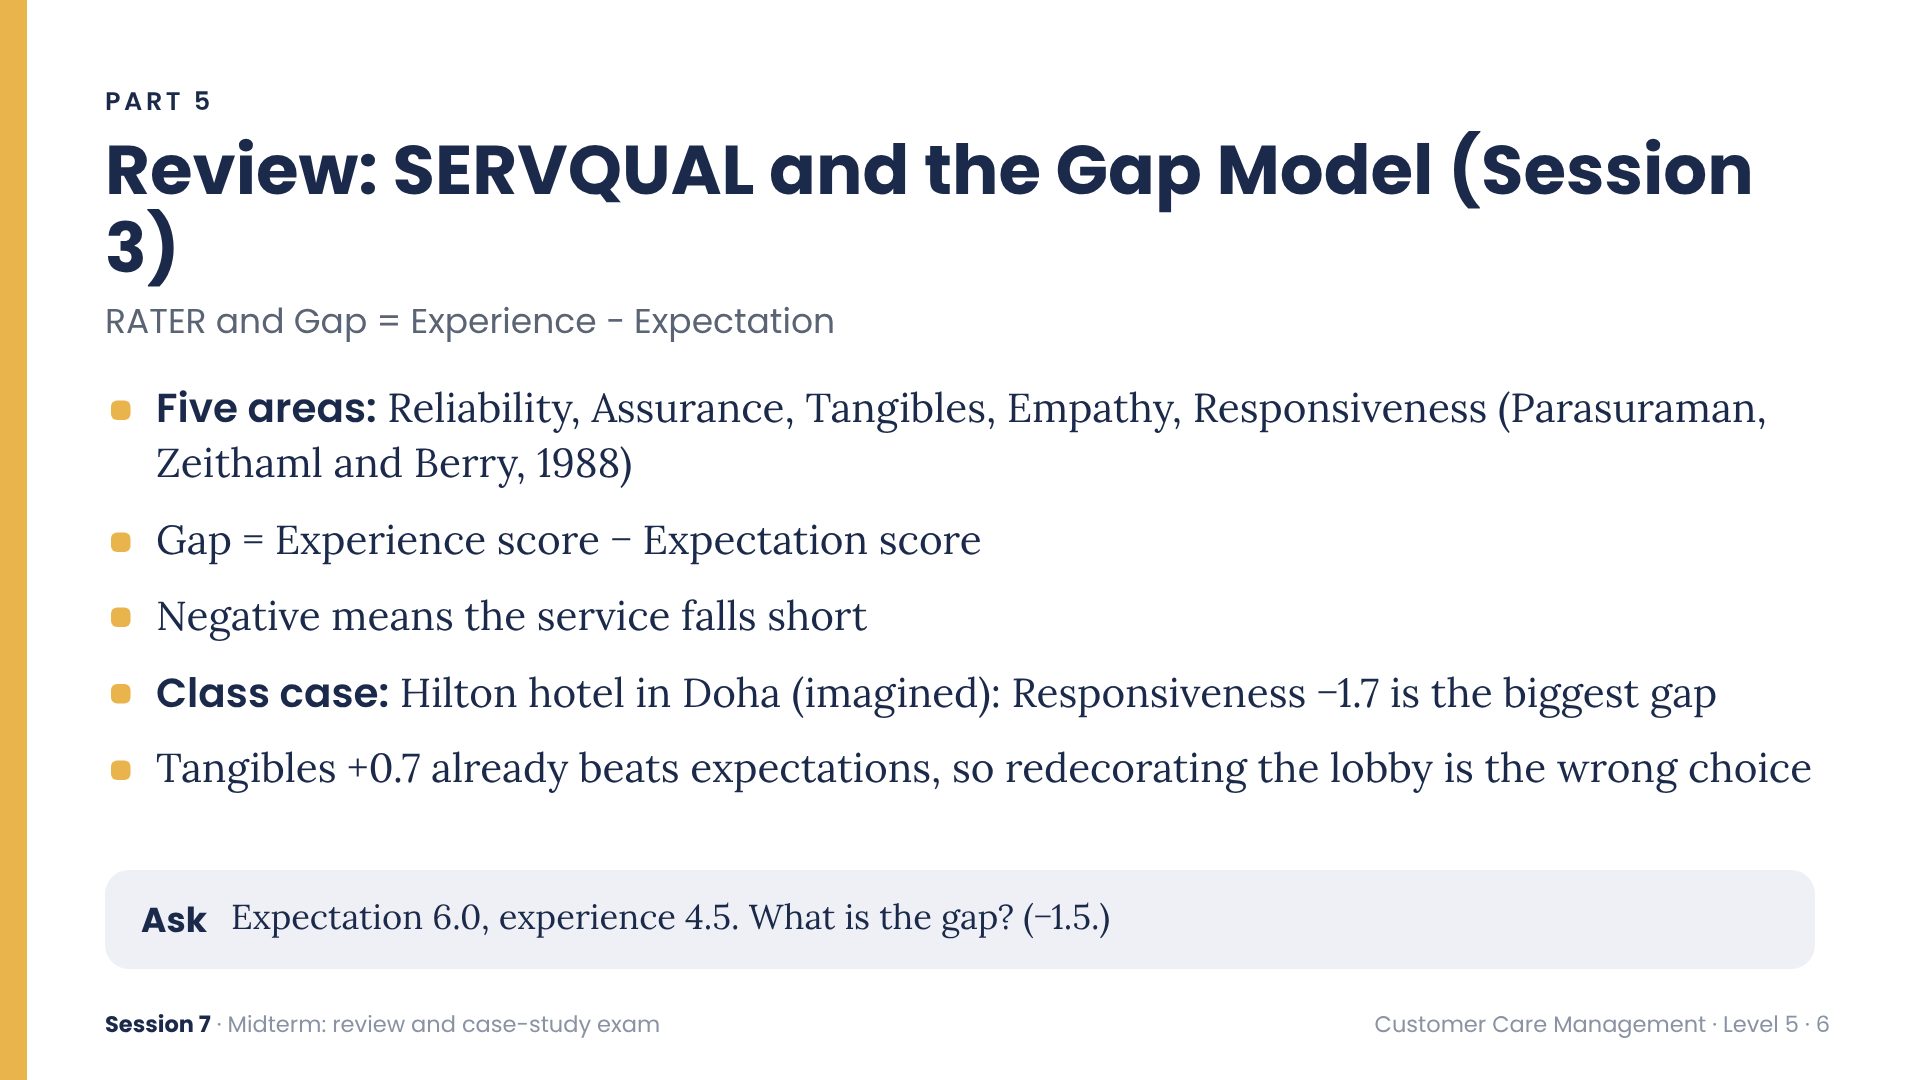 PART 5
Review: SERVQUAL and the Gap Model (Session
3)
RATER and Gap = Experience - Expectation
Five areas: Reliability, Assurance, Tangibles, Empathy, Responsiveness (Parasuraman,
Zeithaml and Berry, 1988)
Gap = Experience score − Expectation score
Negative means the service falls short
Class case: Hilton hotel in Doha (imagined): Responsiveness −1.7 is the biggest gap
Tangibles +0.7 already beats expectations, so redecorating the lobby is the wrong choice
Ask Expectation 6.0, experience 4.5. What is the gap? (−1.5.)
Session 7 · Midterm: review and case-study exam
Customer Care Management · Level 5 · 6